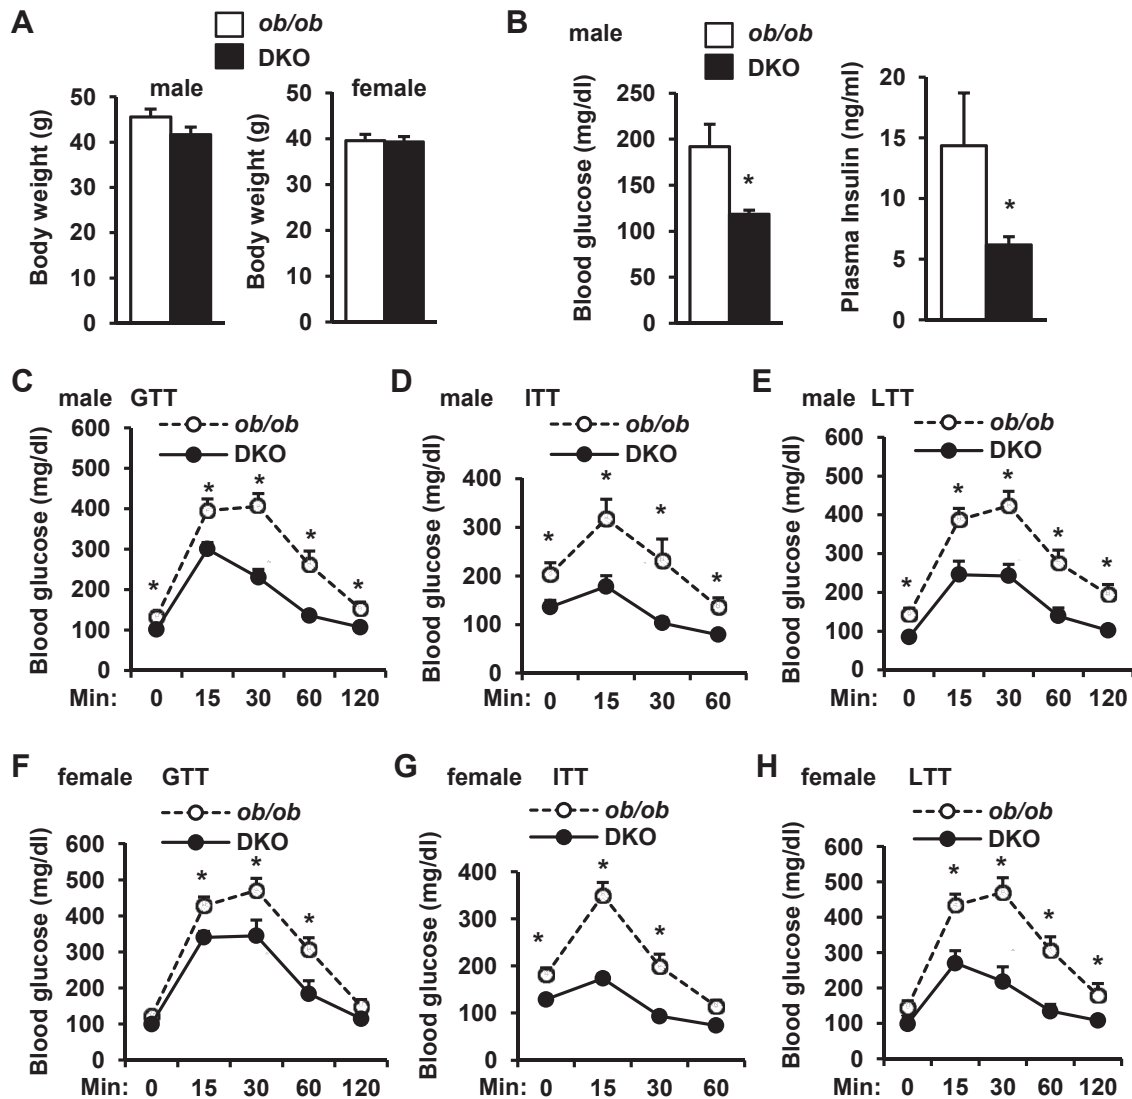 A
ob/ob
DKO
male
female
Body weight (g)
50
40
30
20
10
0
Body weight (g)
50
40
30
20
10
0
B
male
ob/ob
DKO
Blood glucose (mg/dl)
250
200
150
100
50
0
*
Plasma Insulin (ng/ml)
20
15
10
5
0
*
C
male GTT
ob/ob
DKO
Blood glucose (mg/dl)
600
500
400
300
200
100
0
* * * * *
Min: 0 15 30 60 120
D
male ITT
ob/ob
DKO
Blood glucose (mg/dl)
400
300
200
100
0
* * * *
0 15 30 60
E
male LTT
ob/ob
DKO
Blood glucose (mg/dl)
600
500
400
300
200
100
0
* * * * *
Min: 0 15 30 60 120
F
female GTT
ob/ob
DKO
Blood glucose (mg/dl)
600
500
400
300
200
100
0
* * *
Min: 0 15 30 60 120
G
female ITT
ob/ob
DKO
Blood glucose (mg/dl)
400
300
200
100
0
* * *
Min: 0 15 30 60
H
female LTT
ob/ob
DKO
Blood glucose (mg/dl)
600
500
400
300
200
100
0
* * * *
Min: 0 15 30 60 120